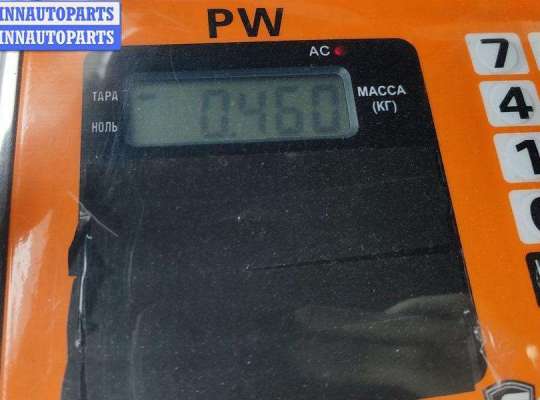 INNAUTOPARTS
INNAUTOPARTS
PW
AC
ТАРА
НОЛЬ
0.460
МАССА
(КГ)
7
4
1